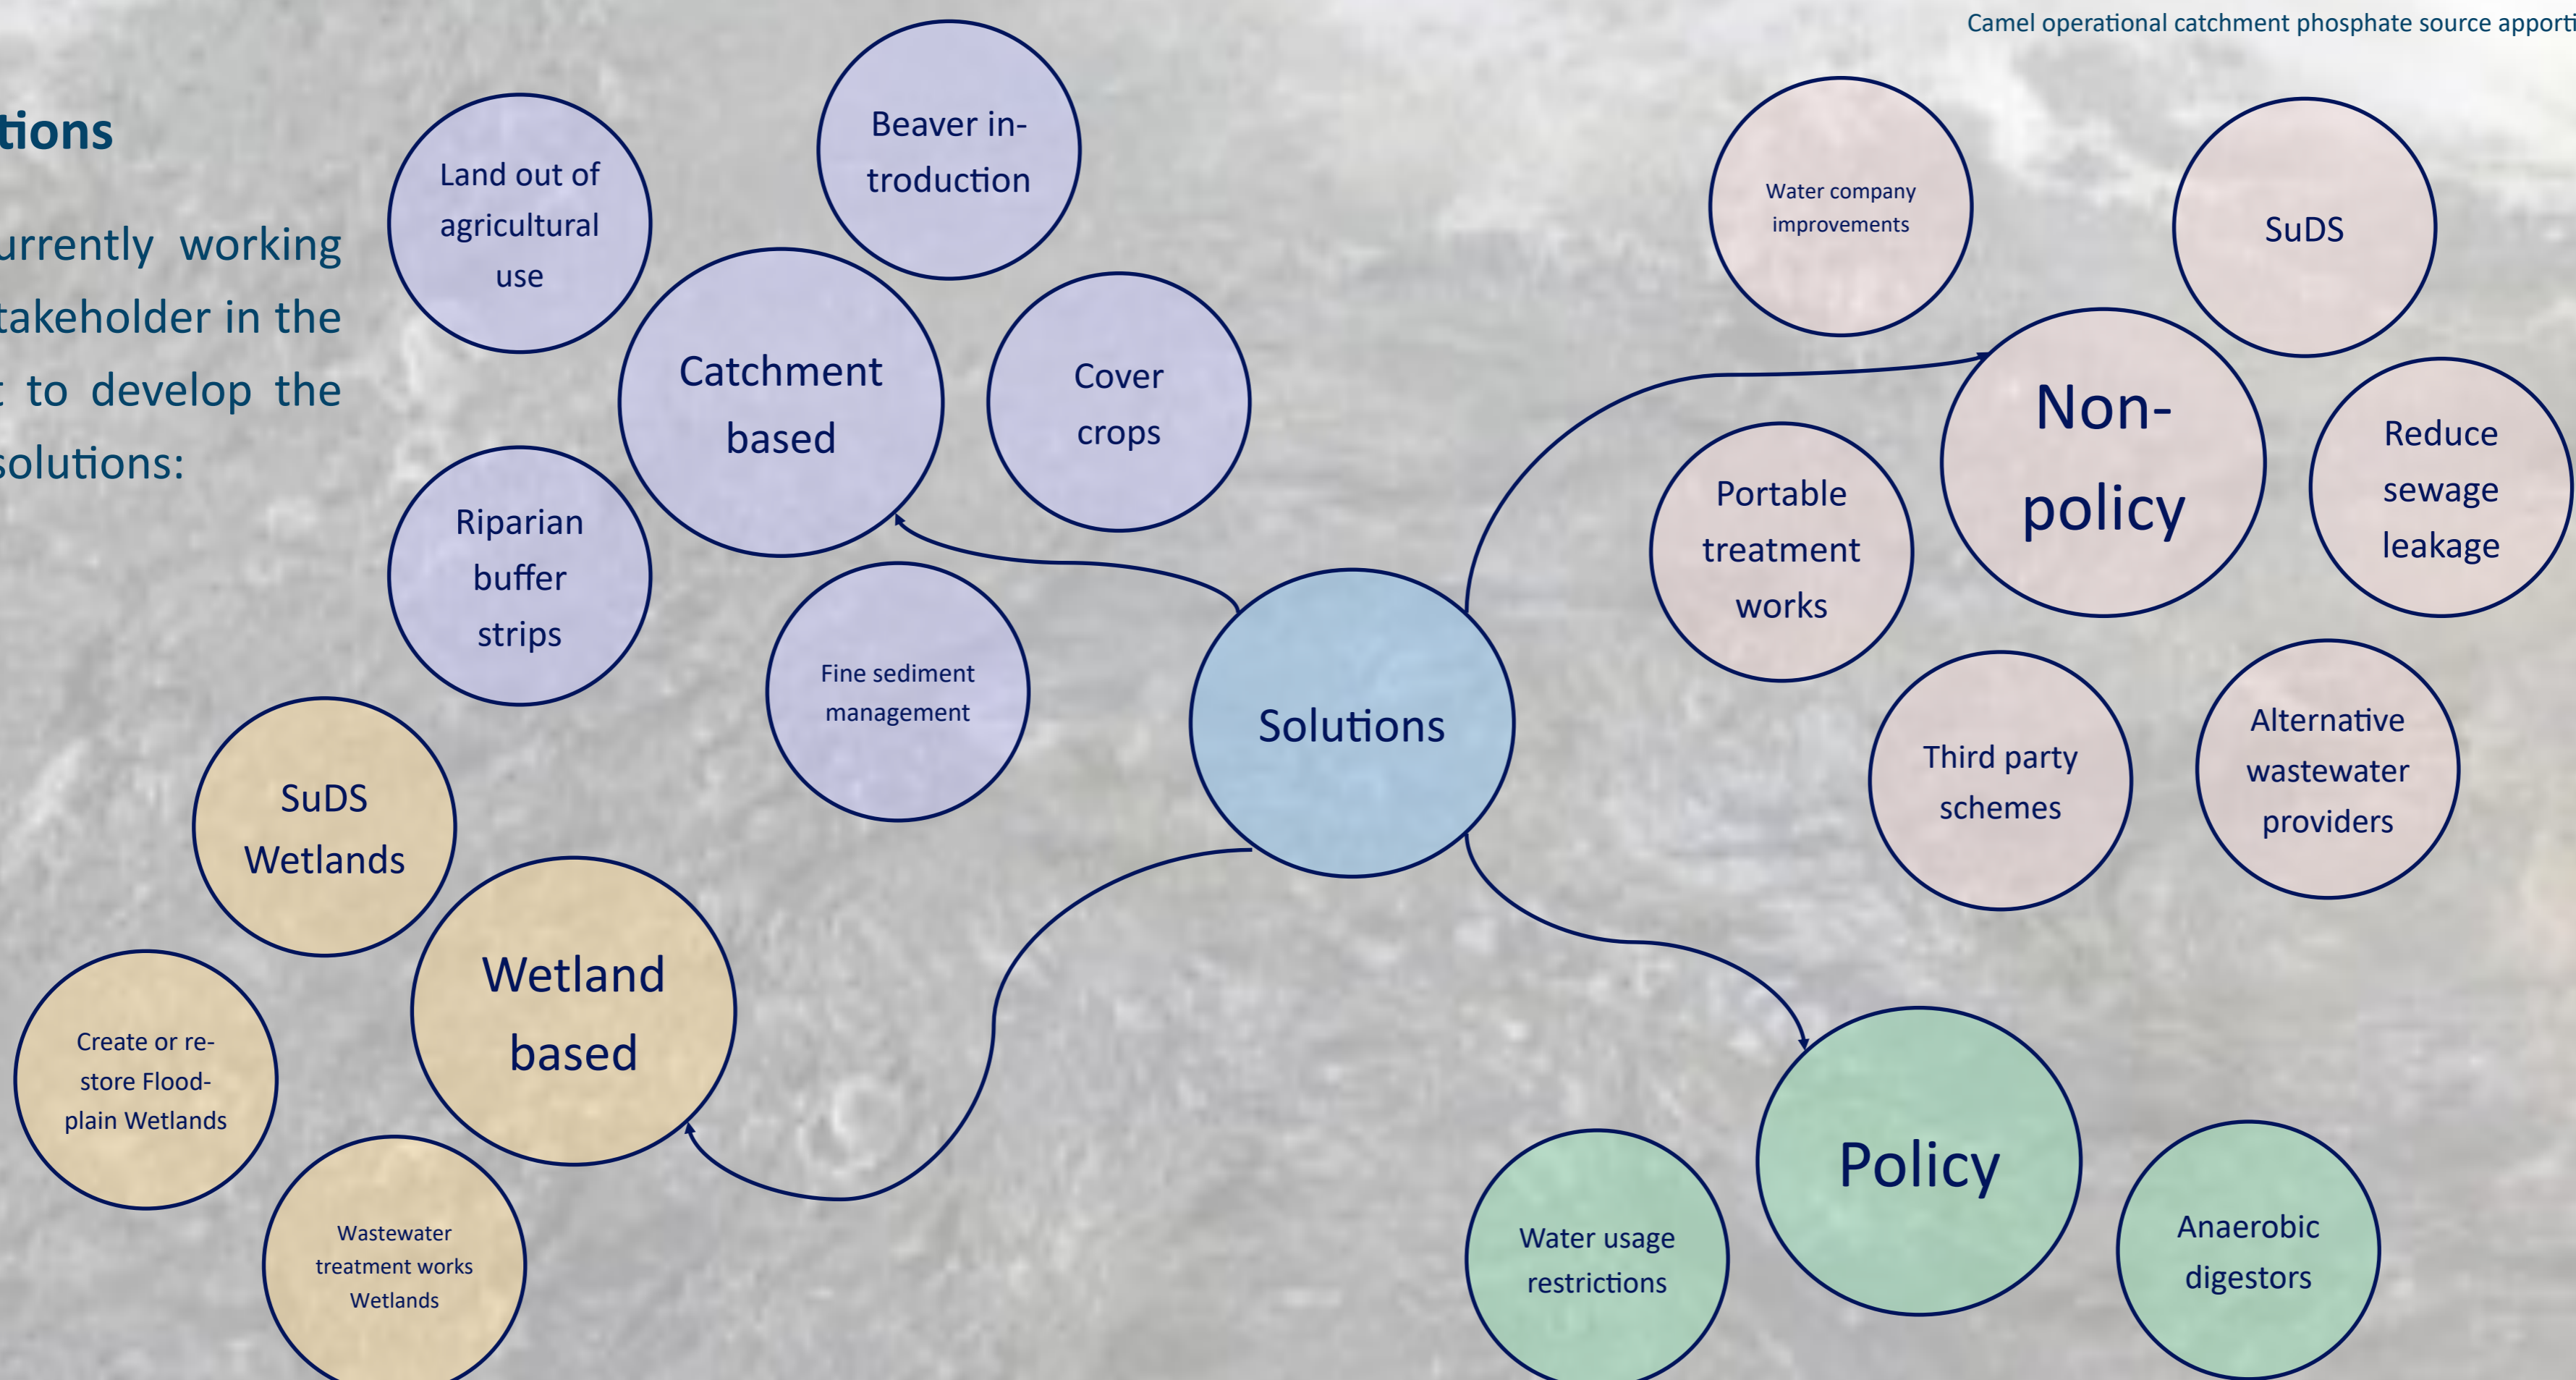 Camel operational catchment phosphate source
tions
urrently working
takeholder in the
t to develop the
solutions:
Land out of
agricultural
use
Beaver in-
troduction
Catchment
based
Cover
crops
Riparian
buffer
strips
Fine sediment
management
SuDS
Wetlands
Wetland
based
Create or re-
store Flood-
plain Wetlands
Wastewater
treatment works
Wetlands
Solutions
Water company
improvements
SuDS
Non-
policy
Reduce
sewage
leakage
Portable
treatment
works
Third party
schemes
Alternative
wastewater
providers
Policy
Water usage
restrictions
Anaerobic
digestors